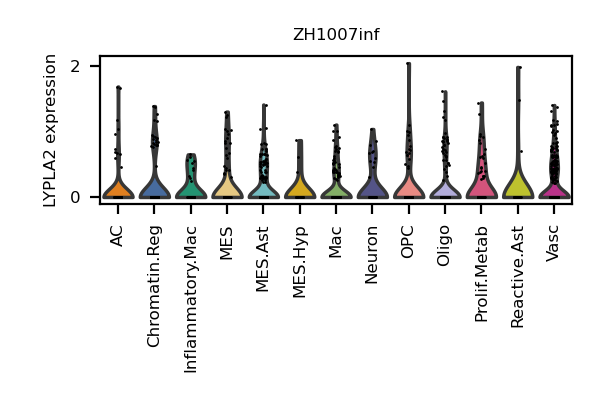 ZH1007inf
LYPLA2 expression
2
0
AC
Chromatin.Reg
Inflammatory.Mac
MES
MES.Ast
MES.Hyp
Mac
Neuron
OPC
Oligo
Prolif.Metab
Reactive.Ast
Vasc